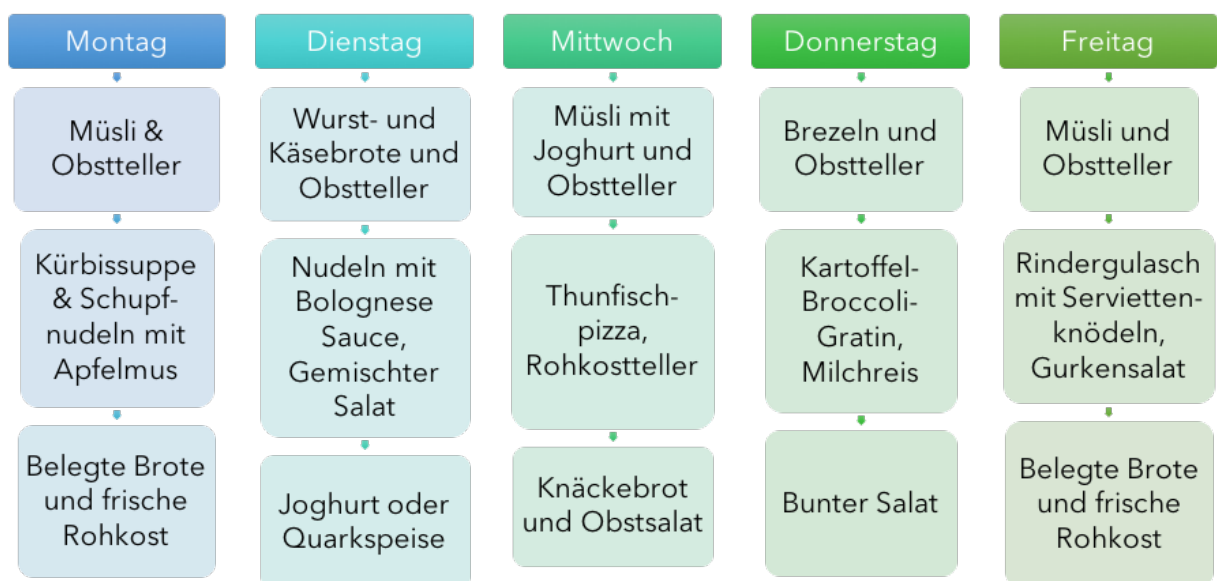 Montag
Müsli &
Obstteller
Kürbissuppe
& Schupf-
nudeln mit
Apfelmus
Belegte Brote
und frische
Rohkost
Dienstag
Wurst- und
Käsebrote und
Obstteller
Nudeln mit
Bolognese
Sauce,
Gemischter
Salat
Joghurt oder
Quarkspeise
Mittwoch
Müsli mit
Joghurt und
Obstteller
Thunfisch-
pizza,
Rohkostteller
Knäckebrot
und Obstsalat
Donnerstag
Brezeln und
Obstteller
Kartoffel-
Broccoli-
Gratin,
Milchreis
Bunter Salat
Freitag
Müsli und
Obstteller
Rindergulasch
mit Servietten-
knödeln,
Gurkensalat
Belegte Brote
und frische
Rohkost